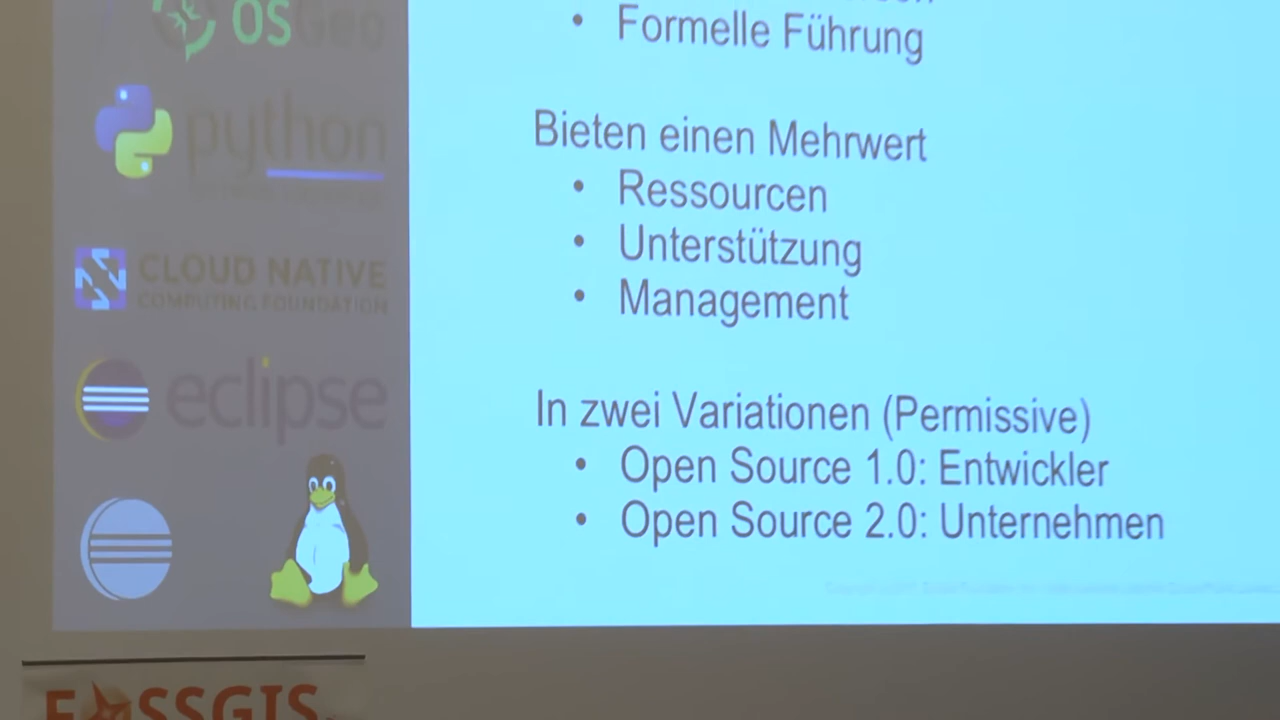 OSGeo
python
CLOUD NATIVE
COMPUTING FOUNDATION
eclipse
Formelle Führung
Bieten einen Mehrwert
• Ressourcen
• Unterstützung
• Management
In zwei Variationen (Permissive)
• Open Source 1.0: Entwickler
• Open Source 2.0: Unternehmen
FOSSGIS